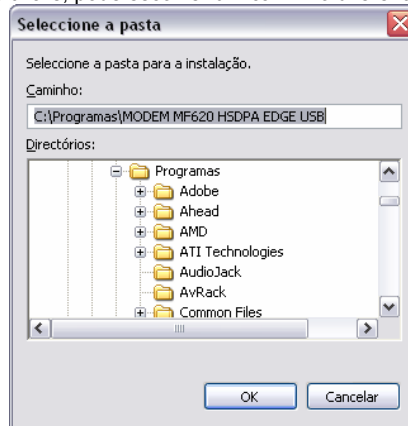 Seleccione a pasta
Seleccione a pasta para a instalação.
Caminho:
C:\Programas\MODEM MF620 HSDPA EDGE USB
Directórios:
Programas
Adobe
Ahead
AMD
ATI Technologies
AudioJack
AvRack
Common Files
OK
Cancelar